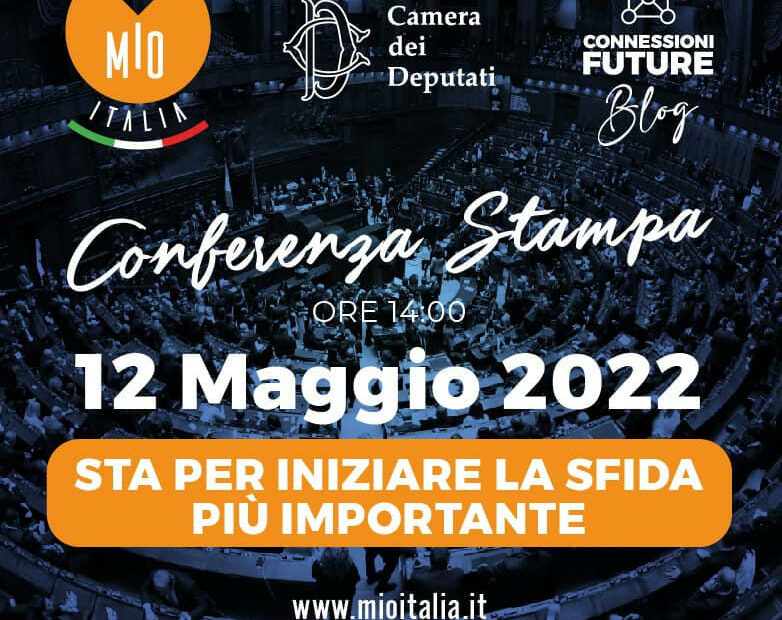 MIO
ITALIA
Camera
dei
Deputati
CONNESSIONI
FUTURE
Blog
Conferenza Stampa
ORE 14:00
12 Maggio 2022
STA PER INIZIARE LA SFIDA
PIÙ IMPORTANTE
www.mioitalia.it